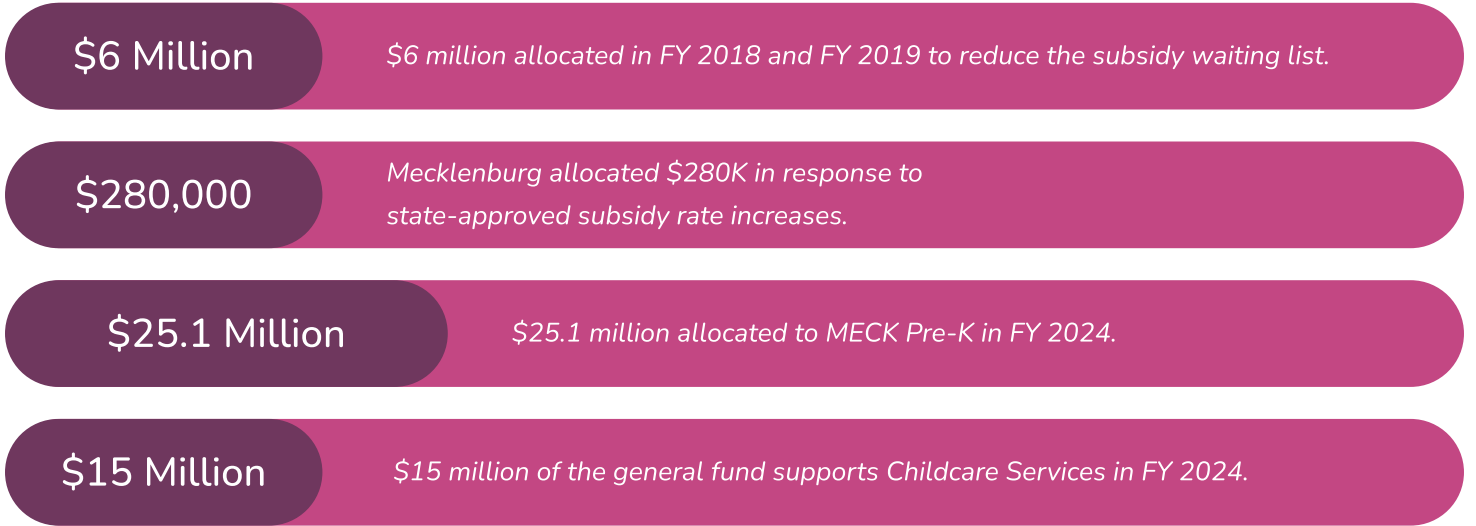 $6 Million
$6 million allocated in FY 2018 and FY 2019 to reduce the subsidy waiting list.
$280,000
Mecklenburg allocated $280K in response to
state-approved subsidy rate increases.
$25.1 Million
$25.1 million allocated to MECK Pre-K in FY 2024.
$15 Million
$15 million of the general fund supports Childcare Services in FY 2024.